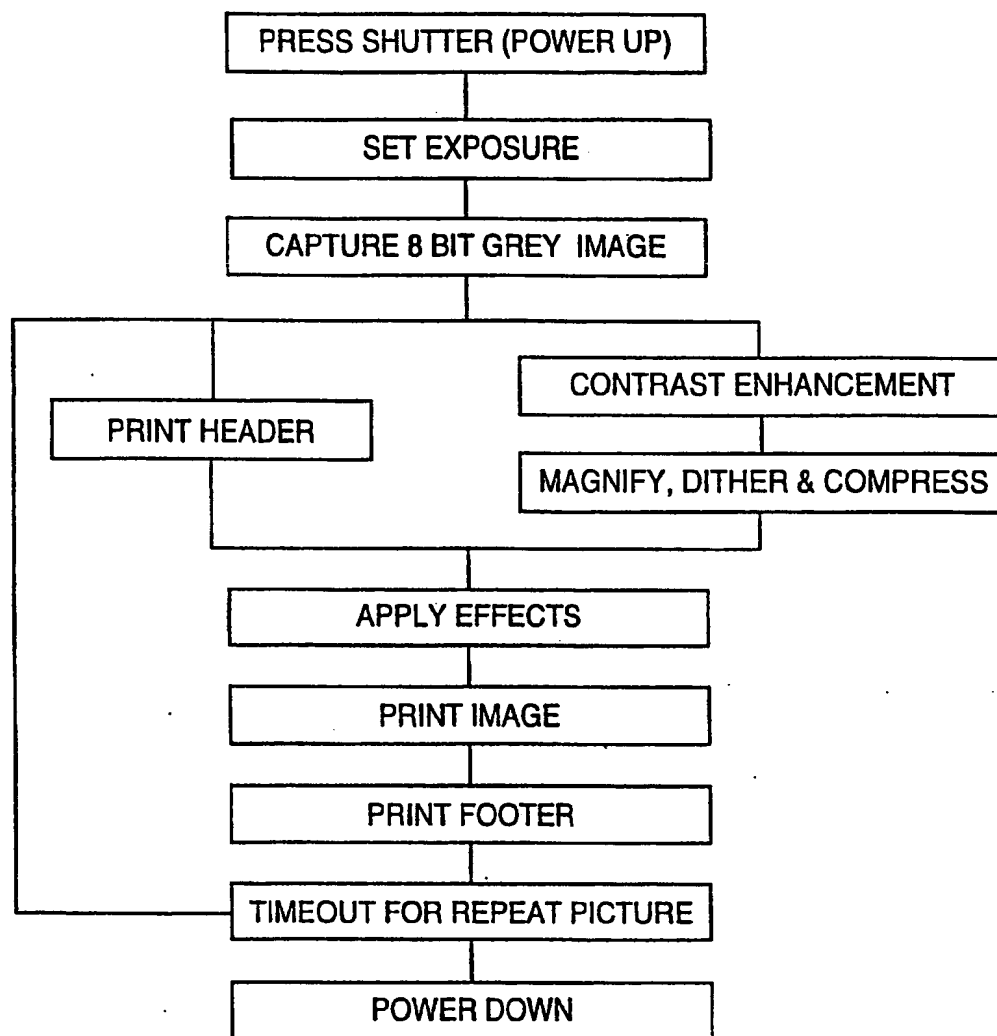 PRESS SHUTTER (POWER UP)
SET EXPOSURE
CAPTURE 8 BIT GREY IMAGE
CONTRAST ENHANCEMENT
PRINT HEADER
MAGNIFY, DITHER & COMPRESS
APPLY EFFECTS
PRINT IMAGE
PRINT FOOTER
TIMEOUT FOR REPEAT PICTURE
POWER DOWN